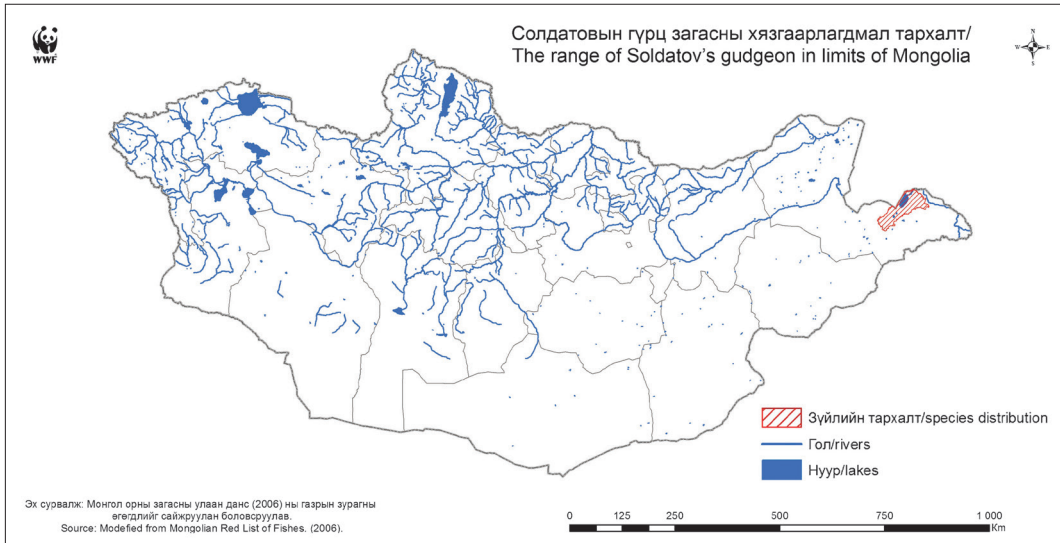 WWF
Солдатовын гүрц загасны хязгаарлагдмал тархалт/
The range of Soldatov's gudgeon in limits of Mongolia
N
W E
S
Зүйлийн тархалт/species distribution
Гол/rivers
Нуур/lakes
Эх сурвалж: Монгол орны загасны улаан данс (2006) ны газрын зурагны
өгөгдлийг сайжруулан боловсруулав.
Source: Modefied from Mongolian Red List of Fishes. (2006).
0 125 250 500 750 1 000
Km